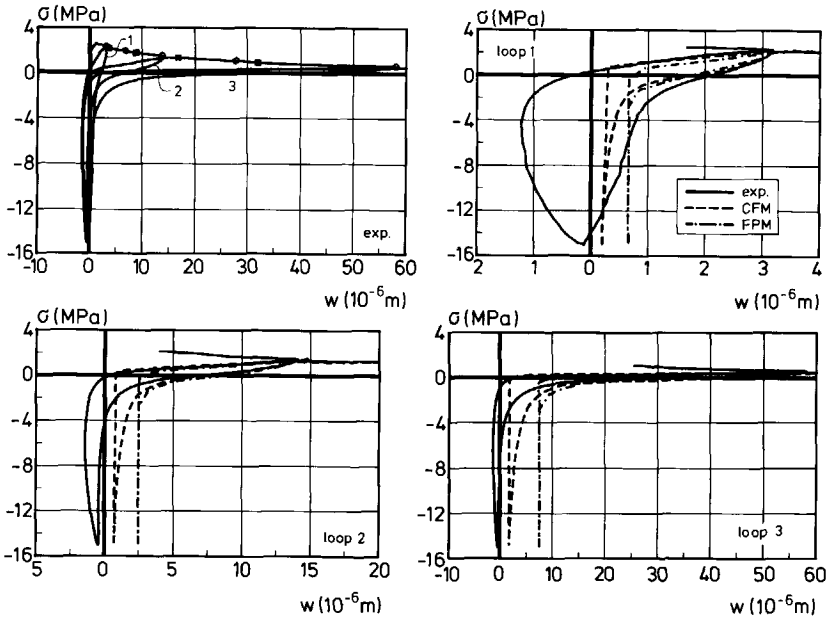 σ(MPa)
4
0
-4
-8
-12
-16
1
2
3
exp.
-10 0 10 20 30 40 50 60
w (10⁻⁶m)
σ(MPa)
4
0
-4
-8
-12
-16
loop 1
exp.
CFM
FPM
2 1 0 1 2 3 4
w (10⁻⁶m)
σ(MPa)
4
0
-4
-8
-12
-16
loop 2
5 0 5 10 15 20
w (10⁻⁶m)
σ(MPa)
4
0
-4
-8
-12
-16
loop 3
-10 0 10 20 30 40 50 60
w (10⁻⁶m)